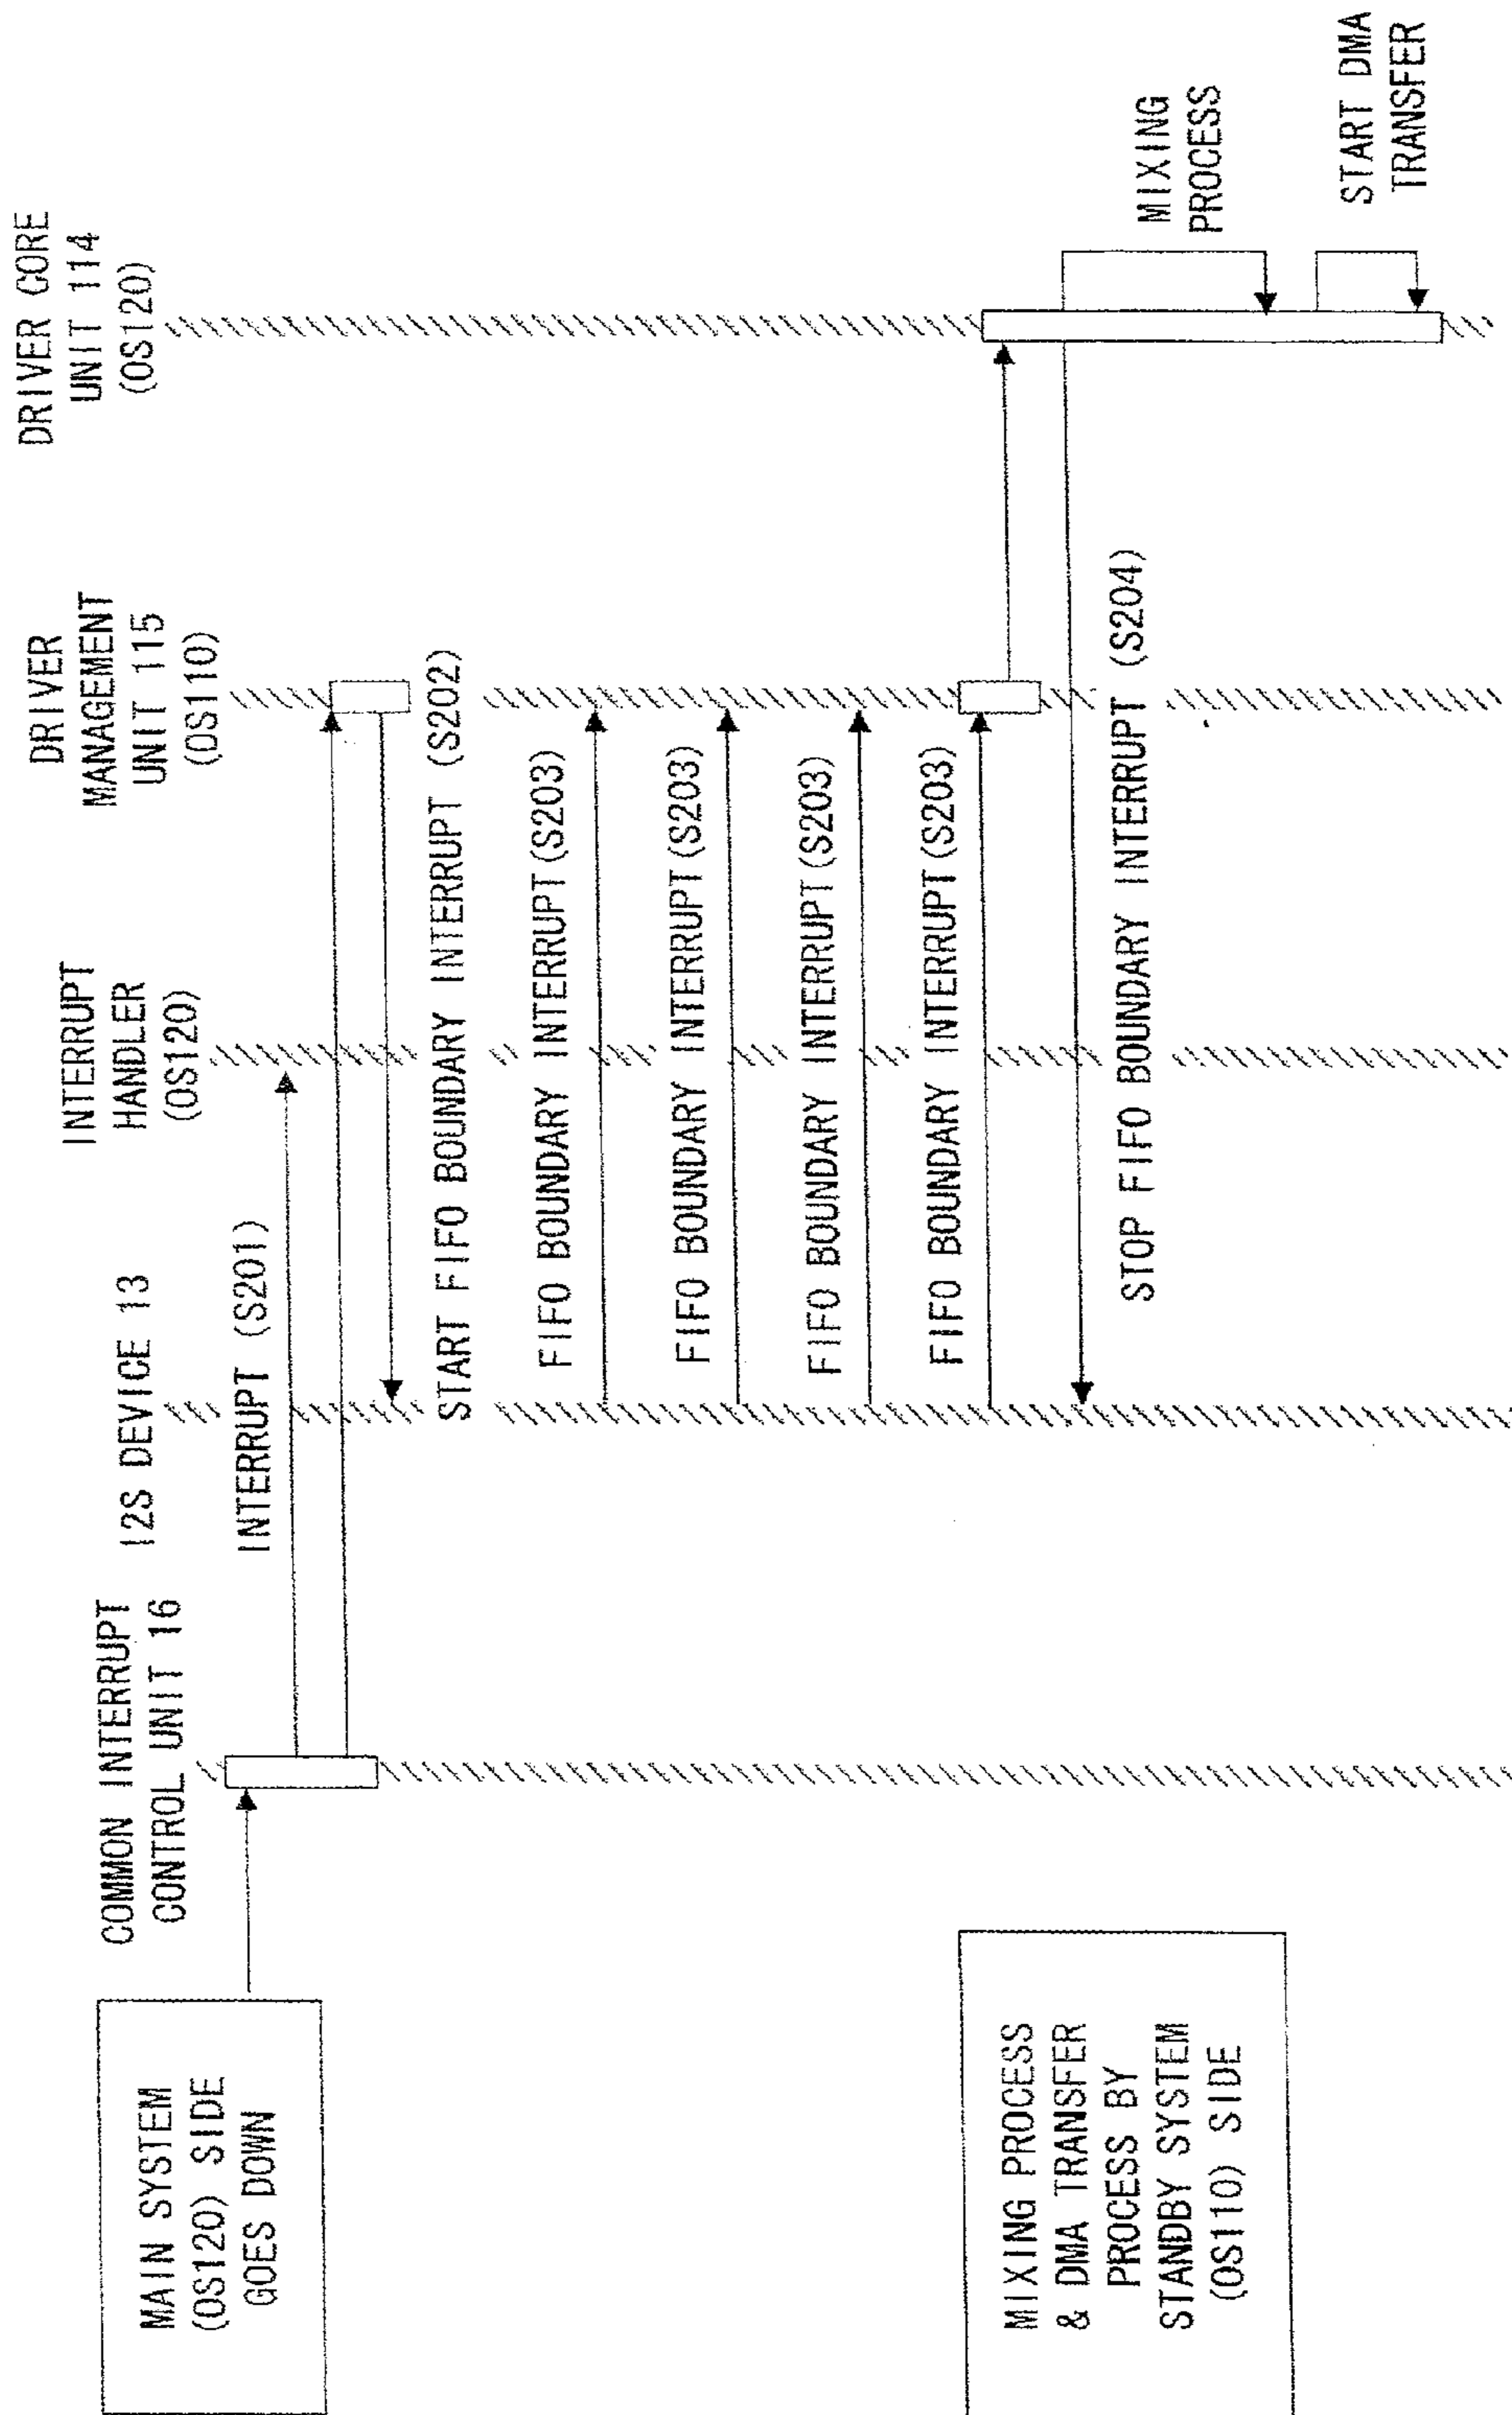 MAIN SYSTEM
(OS120) SIDE
GOES DOWN
COMMON INTERRUPT
CONTROL UNIT 16
I2S DEVICE 13
INTERRUPT
HANDLER
(OS120)
DRIVER
MANAGEMENT
UNIT 115
(OS110)
DRIVER CORE
UNIT 114
(OS120)
INTERRUPT (S201)
START FIFO BOUNDARY INTERRUPT (S202)
FIFO BOUNDARY INTERRUPT(S203)
FIFO BOUNDARY INTERRUPT(S203)
FIFO BOUNDARY INTERRUPT(S203)
FIFO BOUNDARY INTERRUPT(S203)
MIXING PROCESS
& DMA TRANSFER
PROCESS BY
STANDBY SYSTEM
(OS110) SIDE
STOP FIFO BOUNDARY INTERRUPT (S204)
MIXING
PROCESS
START DMA
TRANSFER